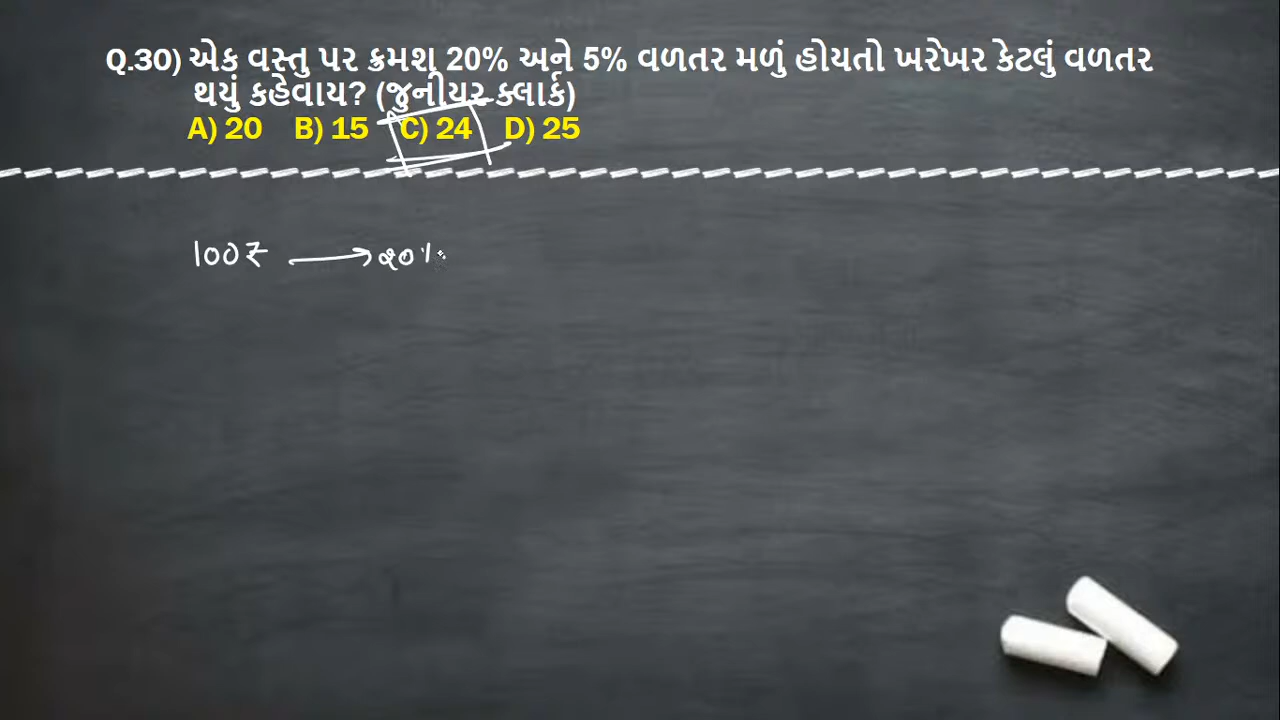 Q.30) એક વસ્તુ પર ક્રમશ 20% અને 5% વળતર મળું હોયતો ખરેખર કેટલું વળતર
થયું કહેવાય? (જુનીયર ક્લાર્ક)
A) 20 B) 15 C) 24 D) 25
100₹ → 20%